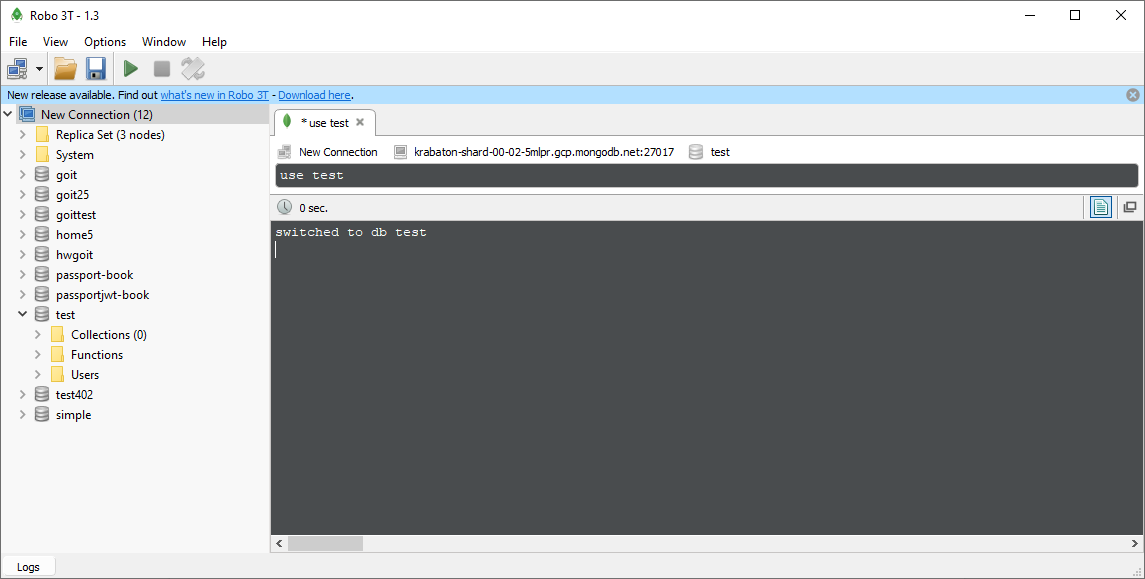 Robo 3T - 1.3
File View Options Window Help
New release available. Find out what's new in Robo 3T - Download here.
New Connection (12)
Replica Set (3 nodes)
System
goit
goit25
goittest
home5
hwgoit
passport-book
passportjwt-book
test
Collections (0)
Functions
Users
test402
simple
* use test
New Connection krabaton-shard-00-02-5mlpr.gcp.mongodb.net:27017 test
use test
0 sec.
switched to db test
Logs